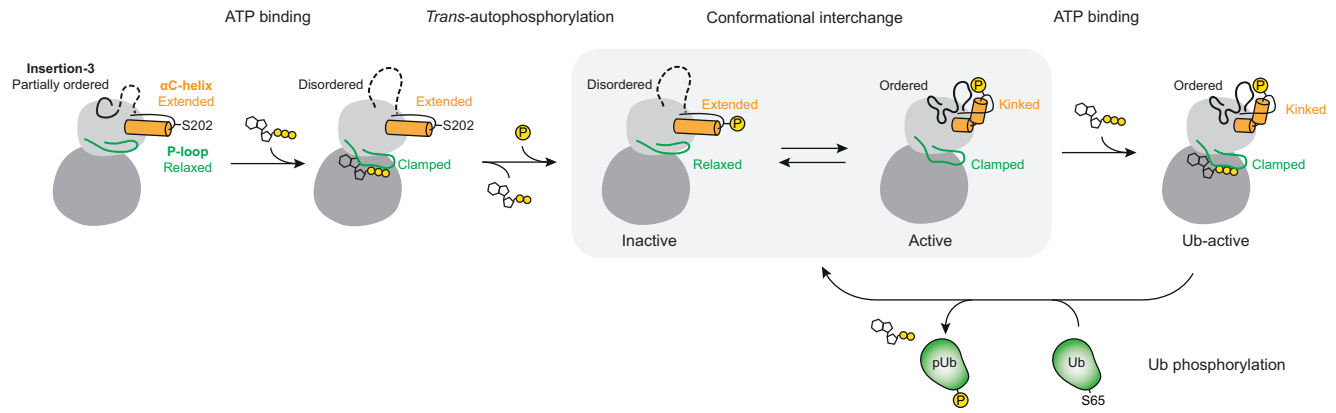 ATP binding
Trans-autophosphorylation
Conformational interchange
ATP binding
Insertion-3
Partially ordered
αC-helix
Extended
S202
P-loop
Relaxed
Disordered
Extended
S202
Clamped
P
Disordered
Extended
P
Relaxed
Inactive
Ordered
P
Kinked
Clamped
Active
Ordered
P
Kinked
Clamped
Ub-active
pUb
P
Ub
S65
Ub phosphorylation